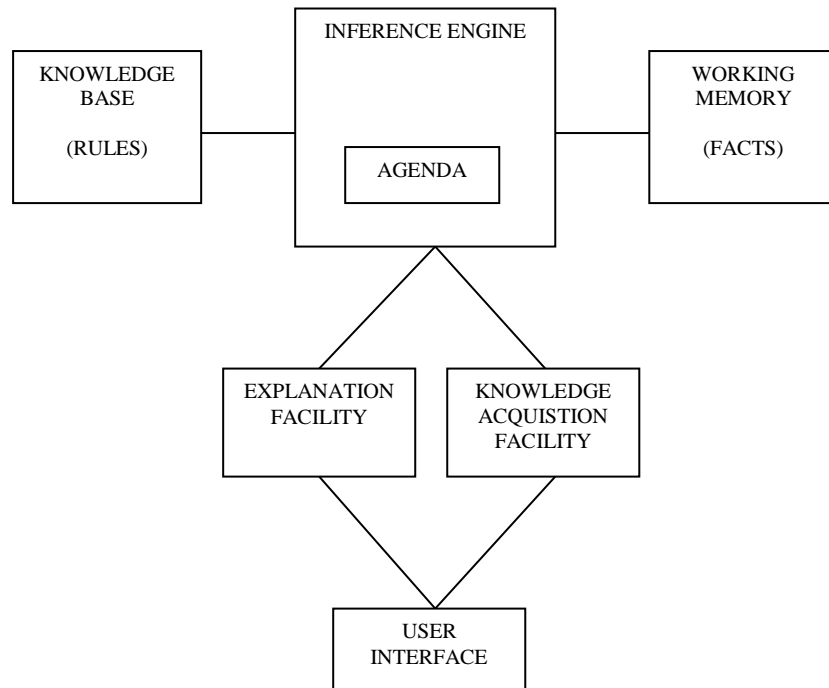 INFERENCE ENGINE
KNOWLEDGE
BASE
(RULES)
WORKING
MEMORY
(FACTS)
AGENDA
EXPLANATION
FACILITY
KNOWLEDGE
ACQUISTION
FACILITY
USER
INTERFACE